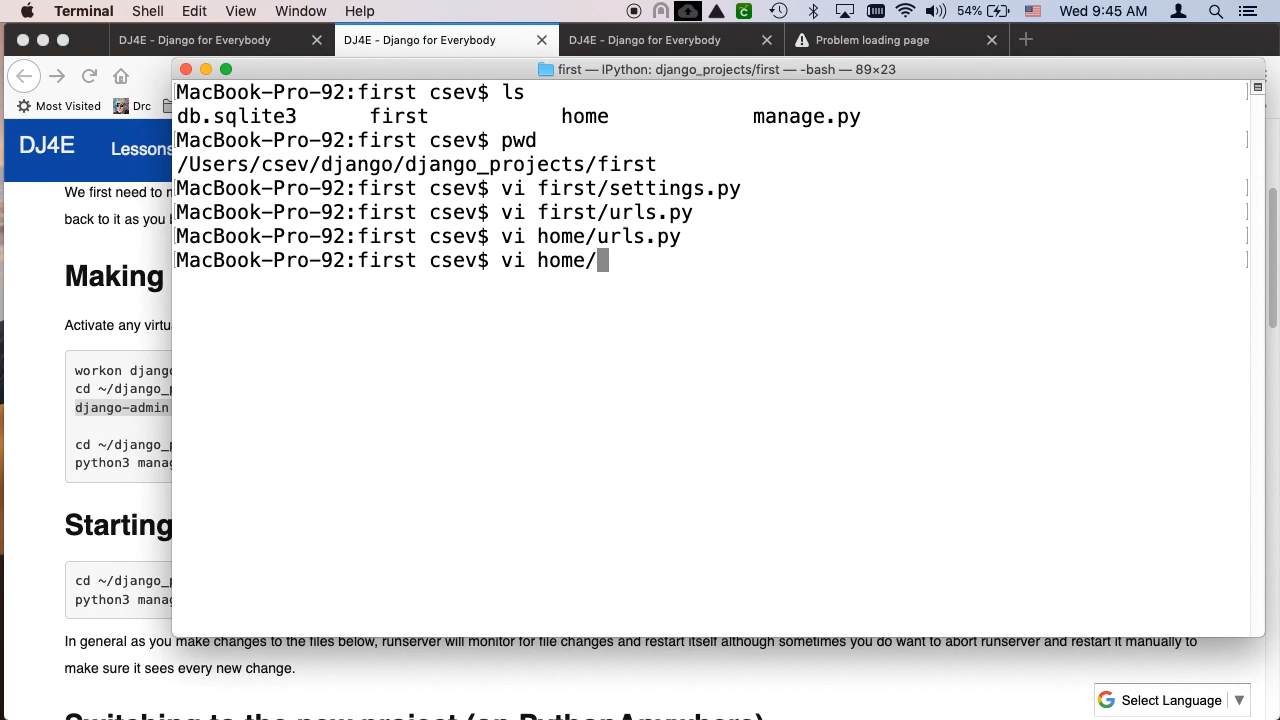 Terminal Shell Edit View Window Help 54% Wed 9:45 AM
DJ4E - Django for Everybody DJ4E - Django for Everybody DJ4E - Django for Everybody Problem loading page
first — IPython: django_projects/first — -bash — 89×23
Most Visited Drc
DJ4E Lessons
MacBook-Pro-92:first csev$ ls
db.sqlite3 first home manage.py
MacBook-Pro-92:first csev$ pwd
/Users/csev/django/django_projects/first
MacBook-Pro-92:first csev$ vi first/settings.py
MacBook-Pro-92:first csev$ vi first/urls.py
MacBook-Pro-92:first csev$ vi home/urls.py
MacBook-Pro-92:first csev$ vi home/
We first need to
back to it as you
Making
Activate any
workon
cd
django-admin
cd
python3
Starting
cd
python3
In general as you make changes to the files below, runserver will monitor for file changes and restart itself although sometimes you do want to abort runserver and restart it manually to
make sure it sees every new change.
Select Language
Switching to the new project (on PythonAnywhere)